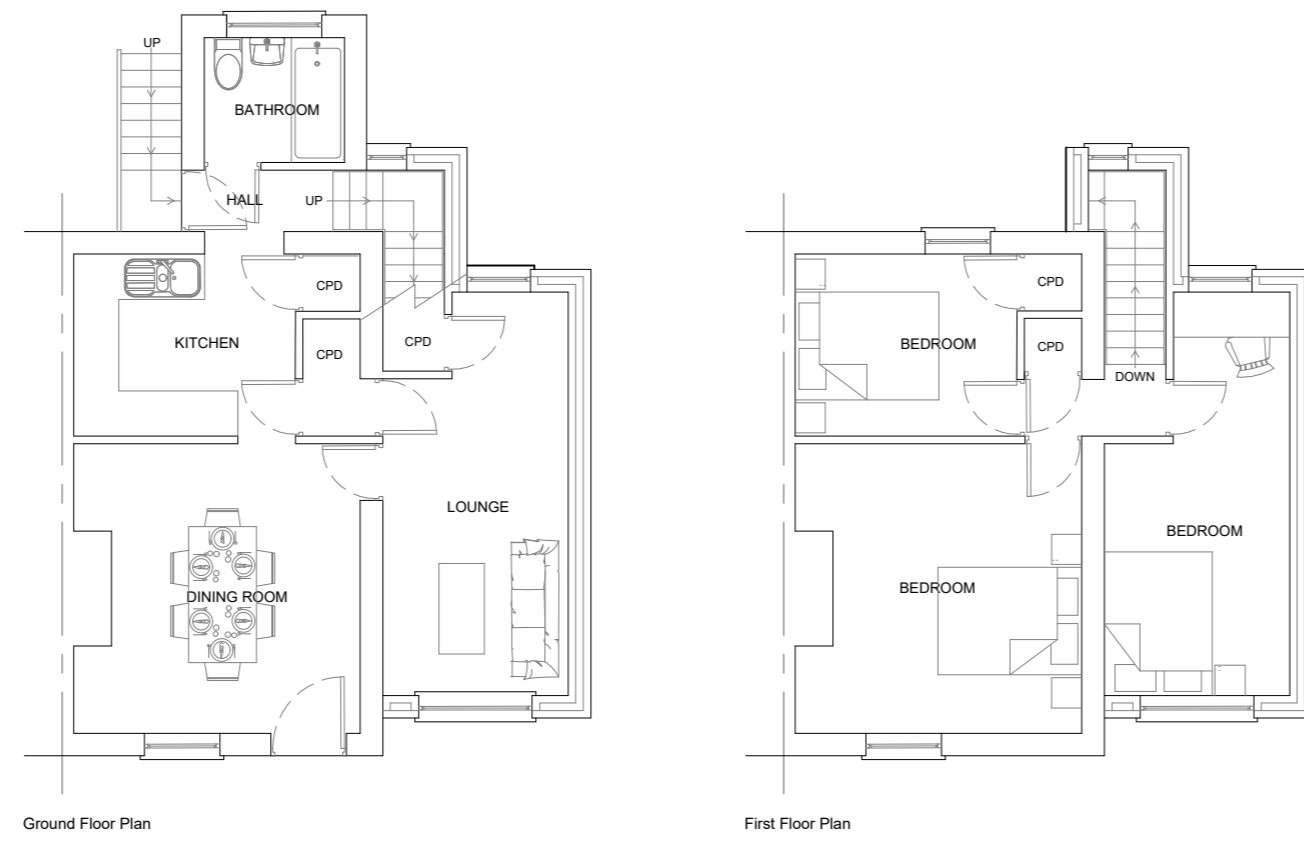 UP
BATHROOM
HALL
UP
CPD
KITCHEN
CPD
CPD
LOUNGE
DINING ROOM
Ground Floor Plan
CPD
BEDROOM
CPD
DOWN
BEDROOM
BEDROOM
First Floor Plan